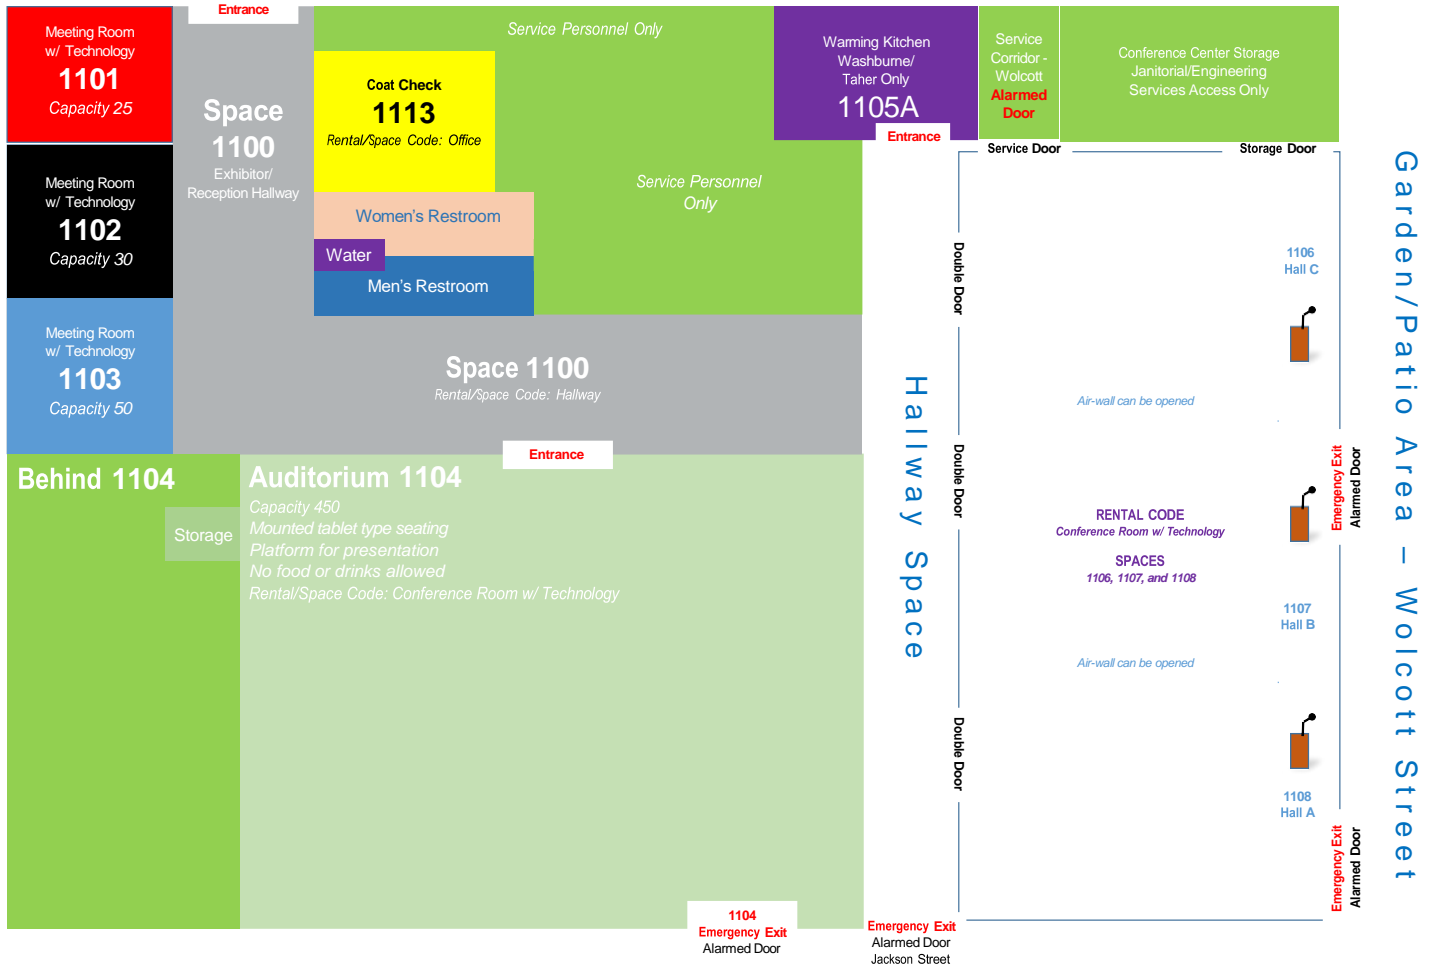 Entrance
Meeting Room
w/ Technology
1101
Capacity 25
Meeting Room
w/ Technology
1102
Capacity 30
Meeting Room
w/ Technology
1103
Capacity 50
Space
1100
Exhibitor/
Reception Hallway
Service Personnel Only
Coat Check
1113
Rental/Space Code: Office
Women's Restroom
Water
Men's Restroom
Service Personnel
Only
Warming Kitchen
Washburne/
Taher Only
1105A
Entrance
Service
Corridor -
Wolcott
Alarmed
Door
Conference Center Storage
Janitorial/Engineering
Services Access Only
Service Door
Storage Door
Space 1100
Rental/Space Code: Hallway
Entrance
Behind 1104
Storage
Auditorium 1104
Capacity 450
Mounted tablet type seating
Platform for presentation
No food or drinks allowed
Rental/Space Code: Conference Room w/ Technology
1104
Emergency Exit
Alarmed Door
Emergency Exit
Alarmed Door
Jackson Street
Hallway Space
Double Door
Double Door
Double Door
1106
Hall C
Air-wall can be opened
RENTAL CODE
Conference Room w/ Technology
SPACES
1106, 1107, and 1108
1107
Hall B
Air-wall can be opened
1108
Hall A
Emergency Exit
Alarmed Door
Emergency Exit
Alarmed Door
Garden/Patio Area – Wolcott Street